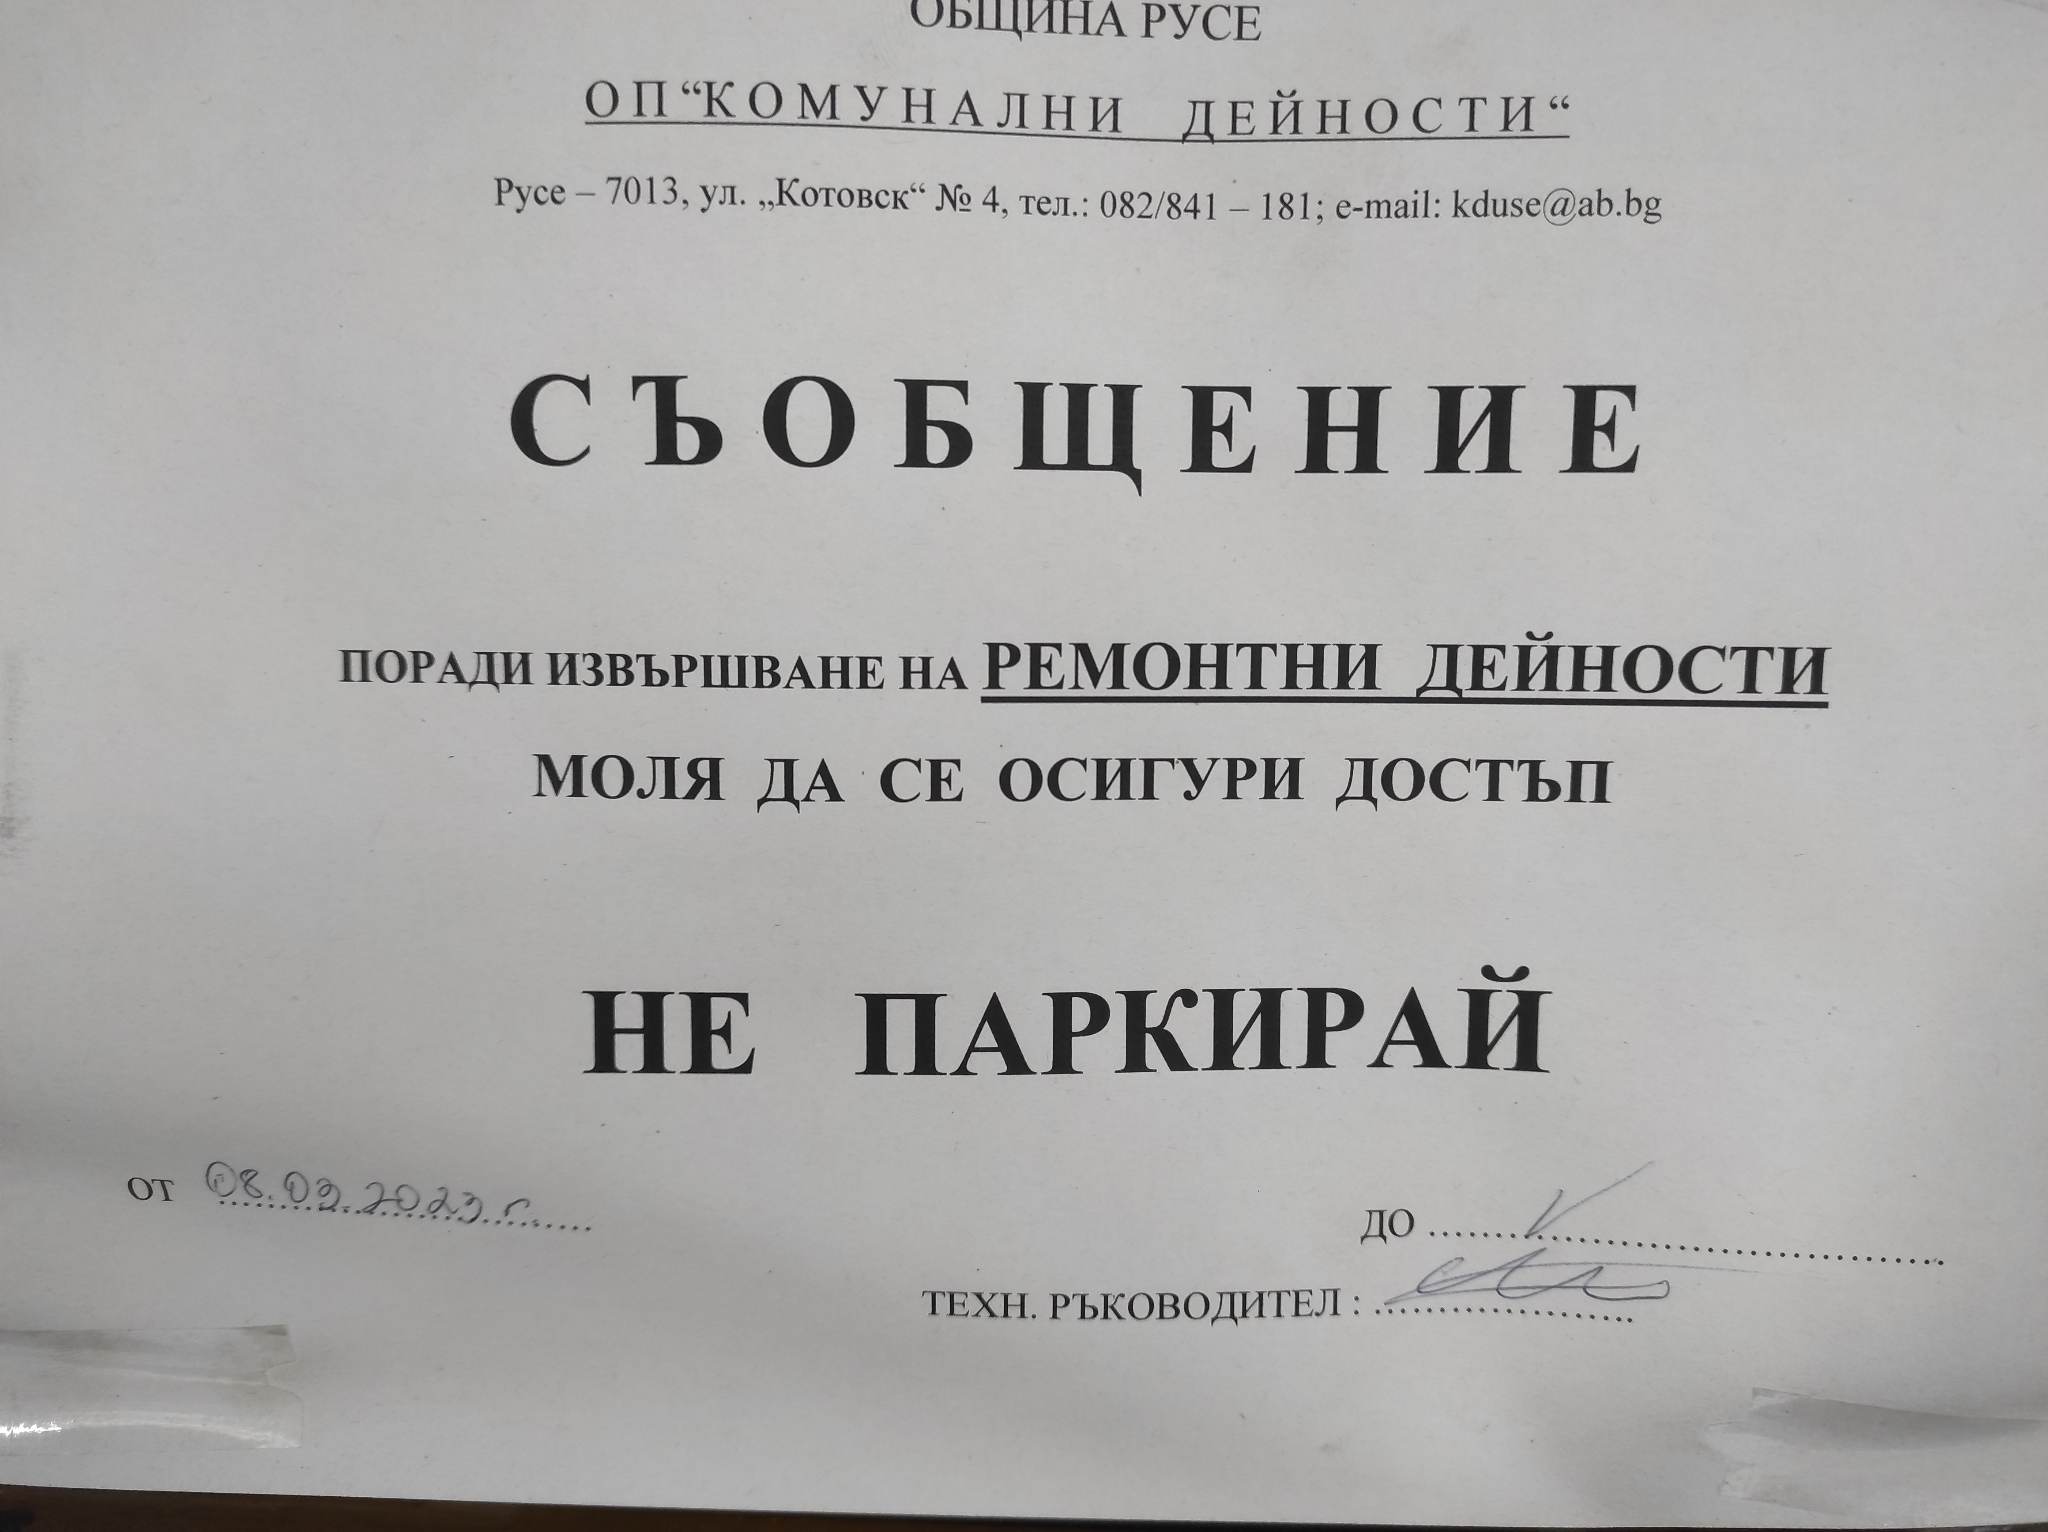 ОБЩИНА РУСЕ
ОП “КОМУНАЛНИ ДЕЙНОСТИ“
Русе – 7013, ул. „Котовск“ № 4, тел.: 082/841 – 181; e-mail: kduse@ab.bg
СЪОБЩЕНИЕ
ПОРАДИ ИЗВЪРШВАНЕ НА РЕМОНТНИ ДЕЙНОСТИ
МОЛЯ ДА СЕ ОСИГУРИ ДОСТЪП
НЕ ПАРКИРАЙ
ОТ 08.03.2023 г.
ДО
ТЕХН. РЪКОВОДИТЕЛ :